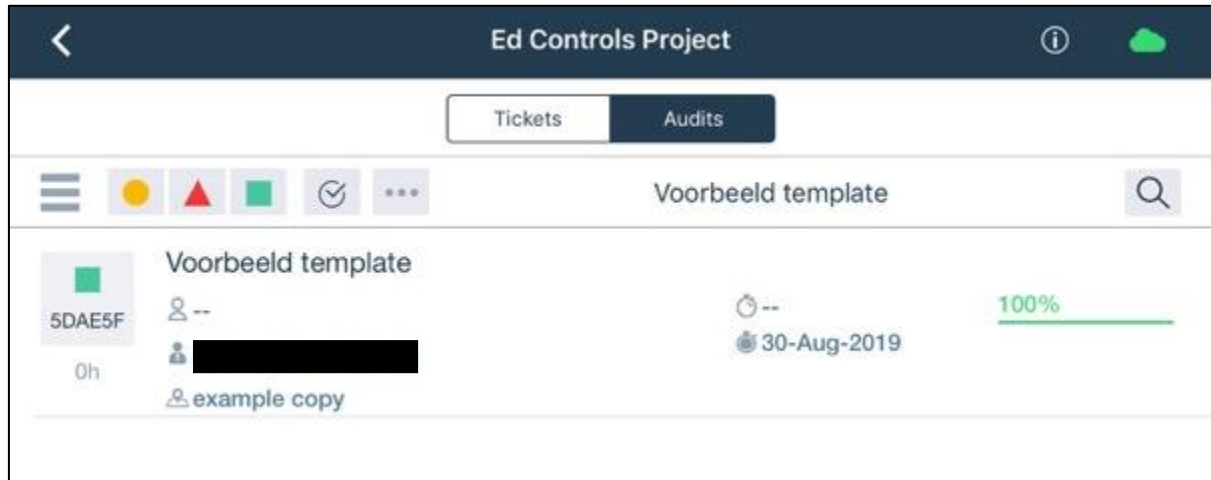 Ed Controls Project
Tickets Audits
Voorbeeld template
Voorbeeld template
5DAE5F
0h
--
example copy
--
30-Aug-2019
100%